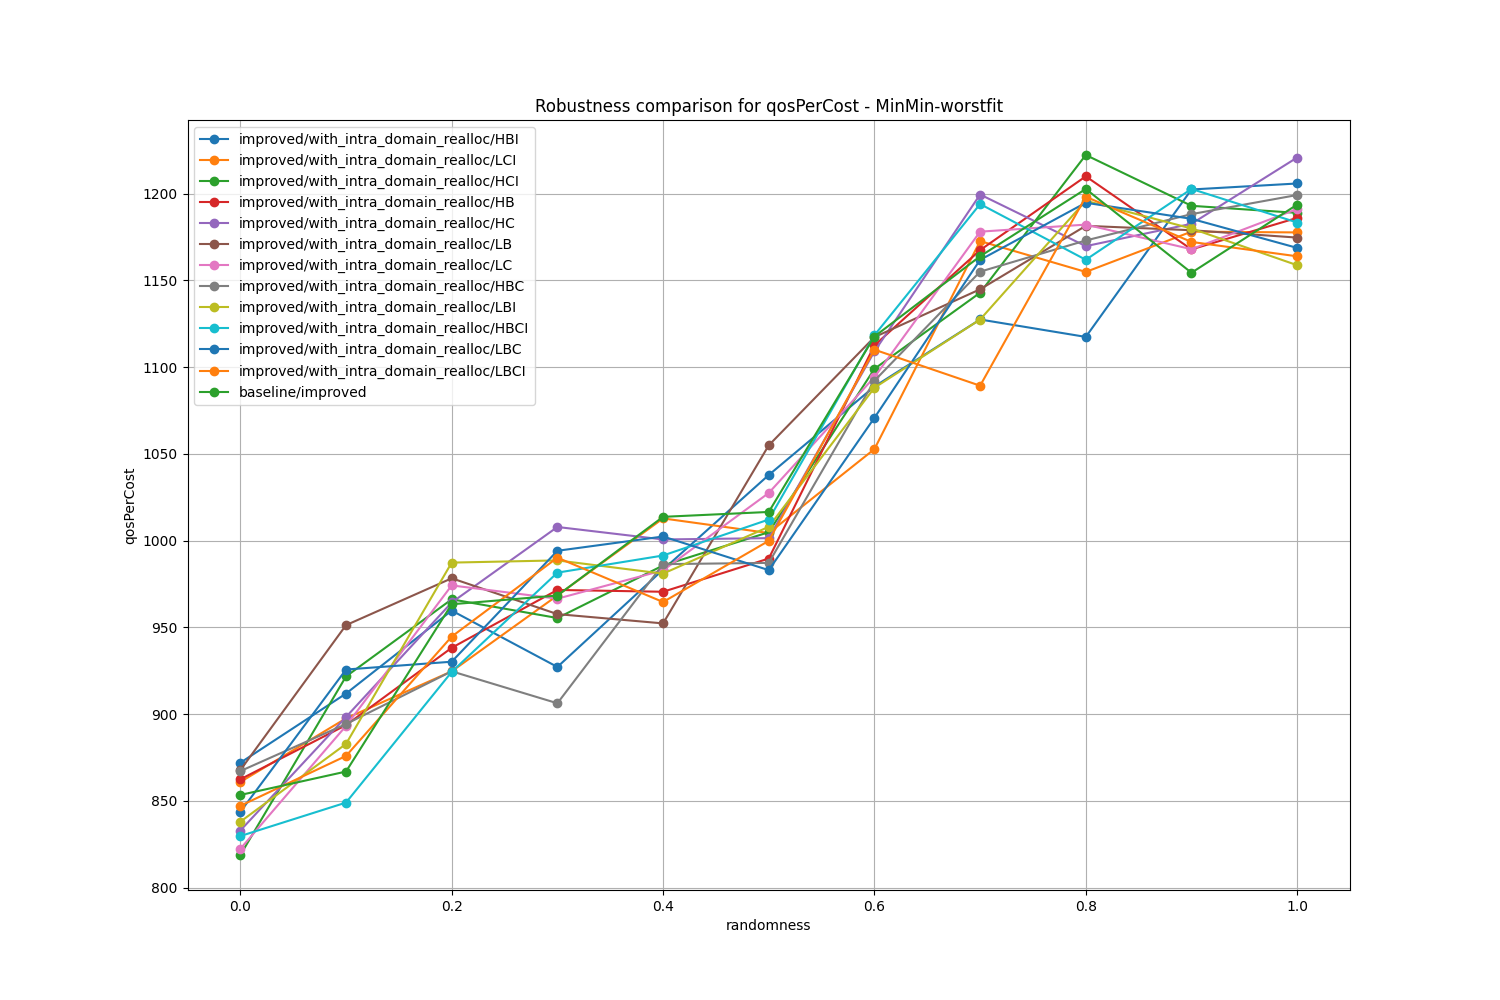 Robustness comparison for qosPerCost - MinMin-worstfit
improved/with_intra_domain_realloc/HBI
improved/with_intra_domain_realloc/LCI
improved/with_intra_domain_realloc/HCI
improved/with_intra_domain_realloc/HB
improved/with_intra_domain_realloc/HC
improved/with_intra_domain_realloc/LB
improved/with_intra_domain_realloc/LC
improved/with_intra_domain_realloc/HBC
improved/with_intra_domain_realloc/LBI
improved/with_intra_domain_realloc/HBCI
improved/with_intra_domain_realloc/LBC
improved/with_intra_domain_realloc/LBCI
baseline/improved
1200
1150
1100
1050
1000
950
900
850
800
qosPerCost
0.0 0.2 0.4 0.6 0.8 1.0
randomness